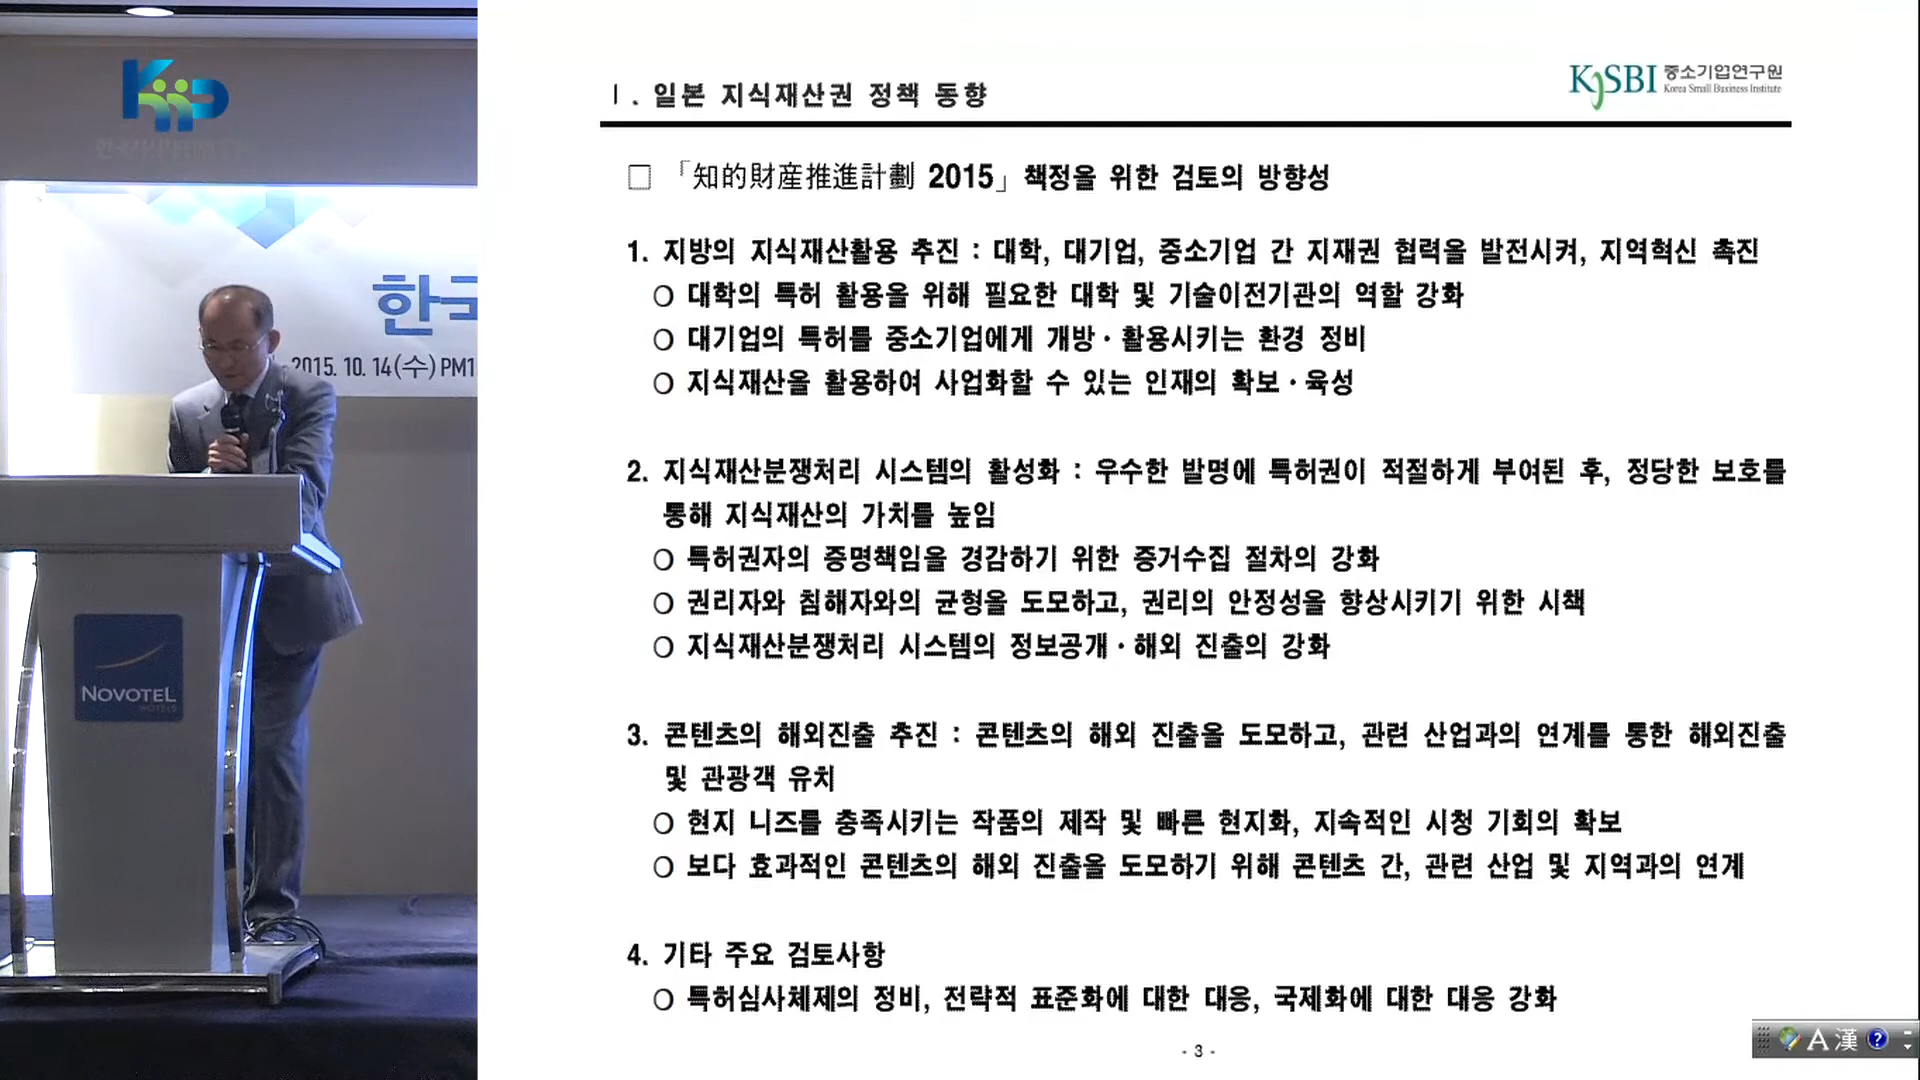 KIIP
한국
2015. 10. 14(수) PM1
NOVOTEL
HOTELS
Ⅰ. 일본 지식재산권 정책 동향
KOSBI 중소기업연구원
Korea Small Business Institute
□ 「知的財産推進計劃 2015」 책정을 위한 검토의 방향성
1. 지방의 지식재산활용 추진 : 대학, 대기업, 중소기업 간 지재권 협력을 발전시켜, 지역혁신 촉진
○ 대학의 특허 활용을 위해 필요한 대학 및 기술이전기관의 역할 강화
○ 대기업의 특허를 중소기업에게 개방·활용시키는 환경 정비
○ 지식재산을 활용하여 사업화할 수 있는 인재의 확보·육성
2. 지식재산분쟁처리 시스템의 활성화 : 우수한 발명에 특허권이 적절하게 부여된 후, 정당한 보호를
통해 지식재산의 가치를 높임
○ 특허권자의 증명책임을 경감하기 위한 증거수집 절차의 강화
○ 권리자와 침해자와의 균형을 도모하고, 권리의 안정성을 향상시키기 위한 시책
○ 지식재산분쟁처리 시스템의 정보공개·해외 진출의 강화
3. 콘텐츠의 해외진출 추진 : 콘텐츠의 해외 진출을 도모하고, 관련 산업과의 연계를 통한 해외진출
및 관광객 유치
○ 현지 니즈를 충족시키는 작품의 제작 및 빠른 현지화, 지속적인 시청 기회의 확보
○ 보다 효과적인 콘텐츠의 해외 진출을 도모하기 위해 콘텐츠 간, 관련 산업 및 지역과의 연계
4. 기타 주요 검토사항
○ 특허심사체제의 정비, 전략적 표준화에 대한 대응, 국제화에 대한 대응 강화
- 3 -
A 漢 ?